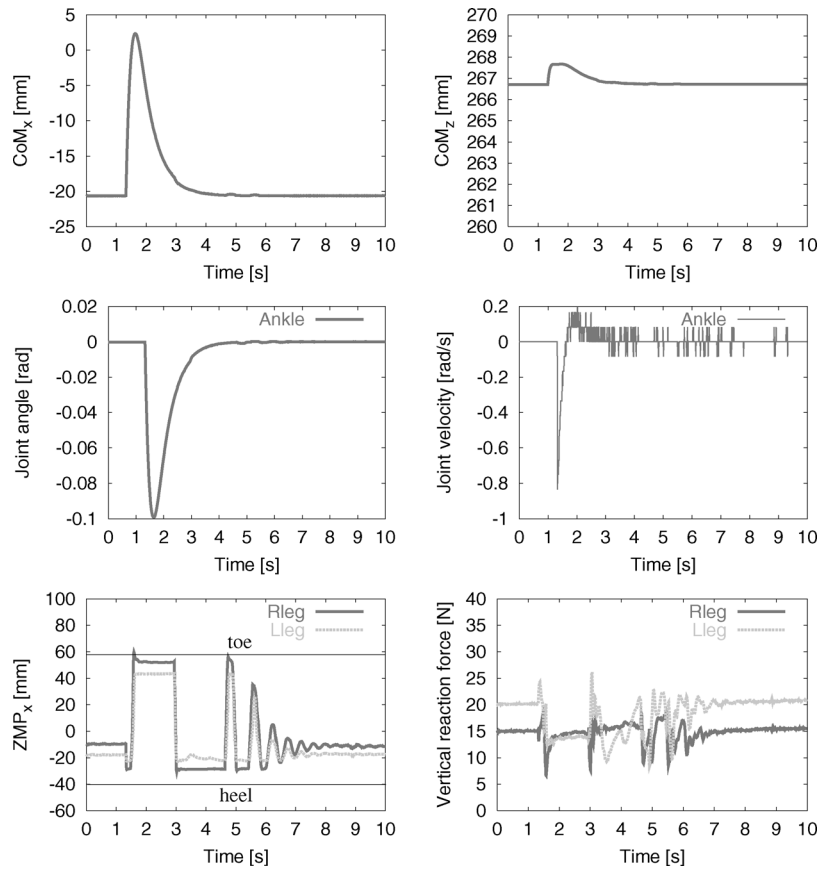 5
0
-5
-10
-15
-20
-25
CoMx [mm]
0 1 2 3 4 5 6 7 8 9 10
Time [s]
270
269
268
267
266
265
264
263
262
261
260
CoMz [mm]
0 1 2 3 4 5 6 7 8 9 10
Time [s]
0.02
0
-0.02
-0.04
-0.06
-0.08
-0.1
Joint angle [rad]
Ankle
0 1 2 3 4 5 6 7 8 9 10
Time [s]
0.2
0
-0.2
-0.4
-0.6
-0.8
-1
Joint velocity [rad/s]
Ankle
0 1 2 3 4 5 6 7 8 9 10
Time [s]
100
80
60
40
20
0
-20
-40
-60
ZMPx [mm]
Rleg
Lleg
toe
heel
0 1 2 3 4 5 6 7 8 9 10
Time [s]
40
35
30
25
20
15
10
5
0
Vertical reaction force [N]
Rleg
Lleg
0 1 2 3 4 5 6 7 8 9 10
Time [s]